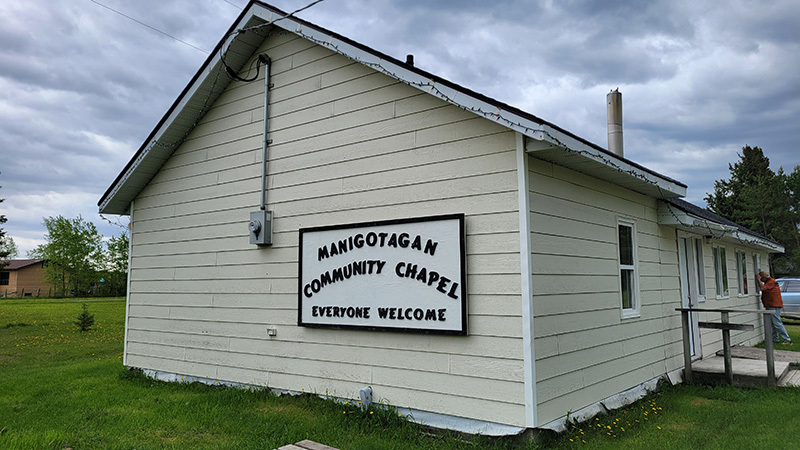 MANIGOTAGAN
COMMUNITY CHAPEL
EVERYONE WELCOME